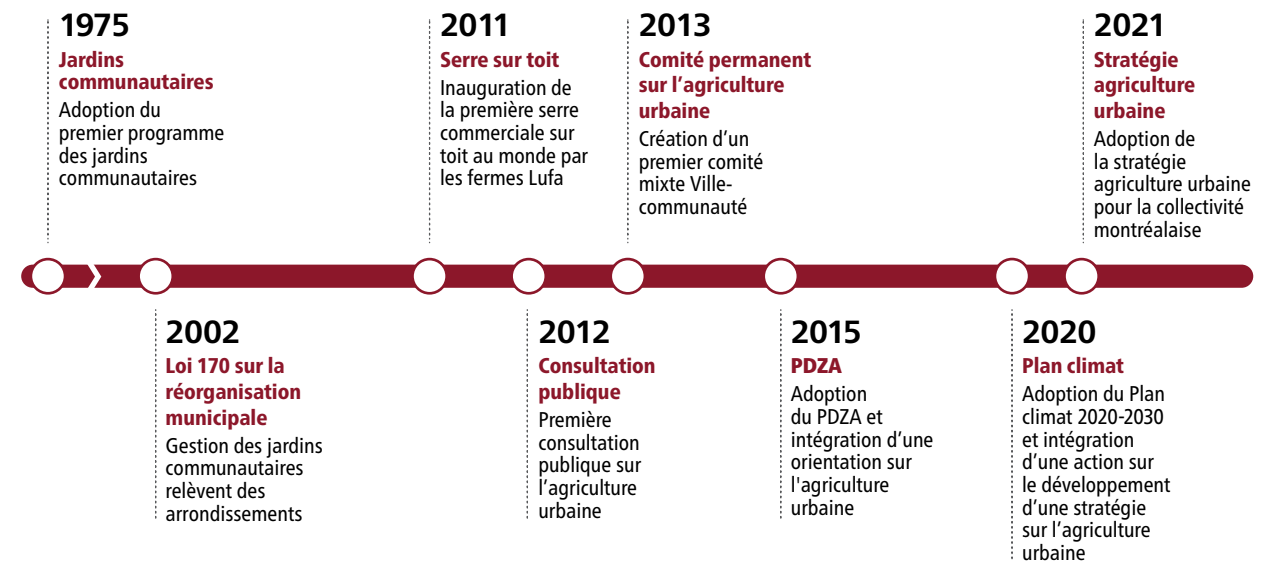 1975
Jardins
communautaires
Adoption du
premier programme
des jardins
communautaires
2011
Serre sur toit
Inauguration de
la première serre
commerciale sur
toit au monde par
les fermes Lufa
2013
Comité permanent
sur l’agriculture
urbaine
Création d’un
premier comité
mixte Ville-
communauté
2021
Stratégie
agriculture
urbaine
Adoption de
la stratégie
agriculture urbaine
pour la collectivité
montréalaise
2002
Loi 170 sur la
réorganisation
municipale
Gestion des jardins
communautaires
relèvent des
arrondissements
2012
Consultation
publique
Première
consultation
publique sur
l’agriculture
urbaine
2015
PDZA
Adoption
du PDZA et
intégration d’une
orientation sur
l'agriculture
urbaine
2020
Plan climat
Adoption du Plan
climat 2020-2030
et intégration
d’une action sur
le développement
d’une stratégie
sur l’agriculture
urbaine